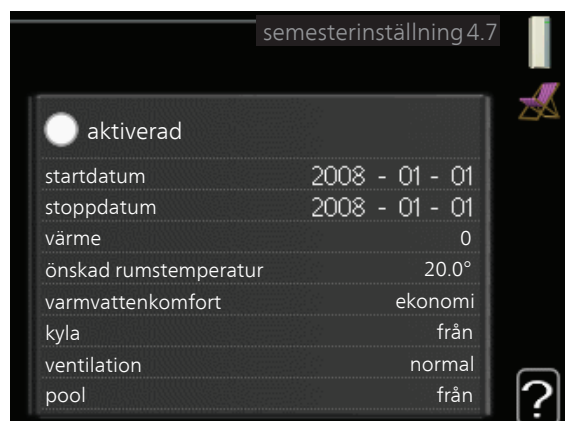 semesterinställning 4.7
aktiverad
startdatum 2008 - 01 - 01
stoppdatum 2008 - 01 - 01
värme 0
önskad rumstemperatur 20.0°
varmvattenkomfort ekonomi
kyla från
ventilation normal
pool från
?